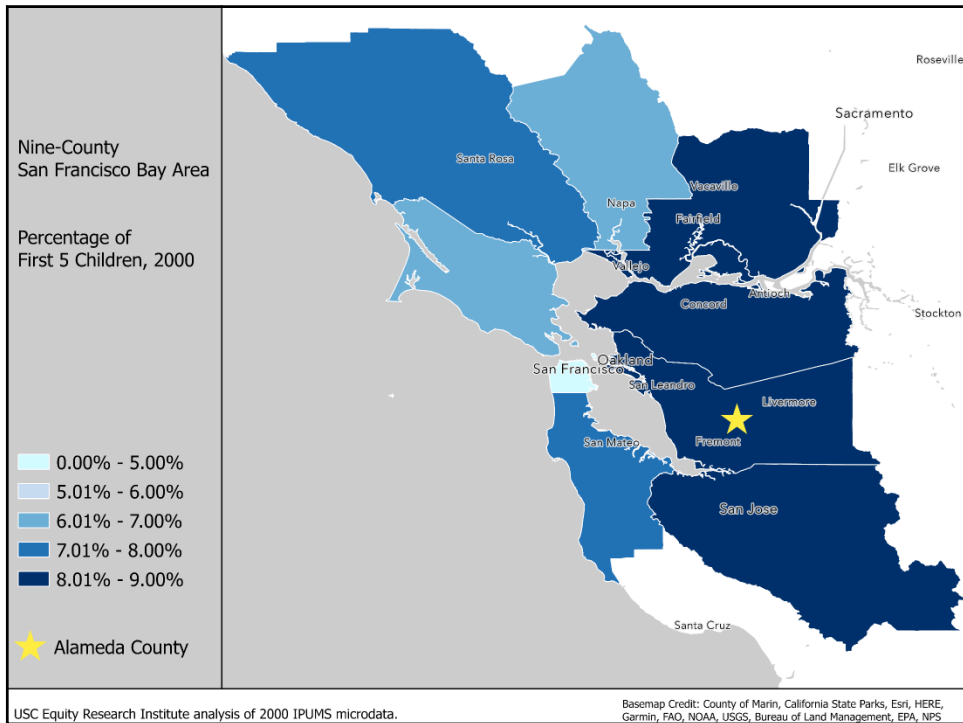 Nine-County
San Francisco Bay Area
Percentage of
First 5 Children, 2000
0.00% - 5.00%
5.01% - 6.00%
6.01% - 7.00%
7.01% - 8.00%
8.01% - 9.00%
Alameda County
Roseville
Sacramento
Elk Grove
Santa Rosa
Vacaville
Napa
Fairfield
Vallejo
Antioch
Concord
Stockton
Oakland
San Francisco
San Leandro
Livermore
Fremont
San Mateo
San Jose
Santa Cruz
USC Equity Research Institute analysis of 2000 IPUMS microdata.
Basemap Credit: County of Marin, California State Parks, Esri, HERE,
Garmin, FAO, NOAA, USGS, Bureau of Land Management, EPA, NPS